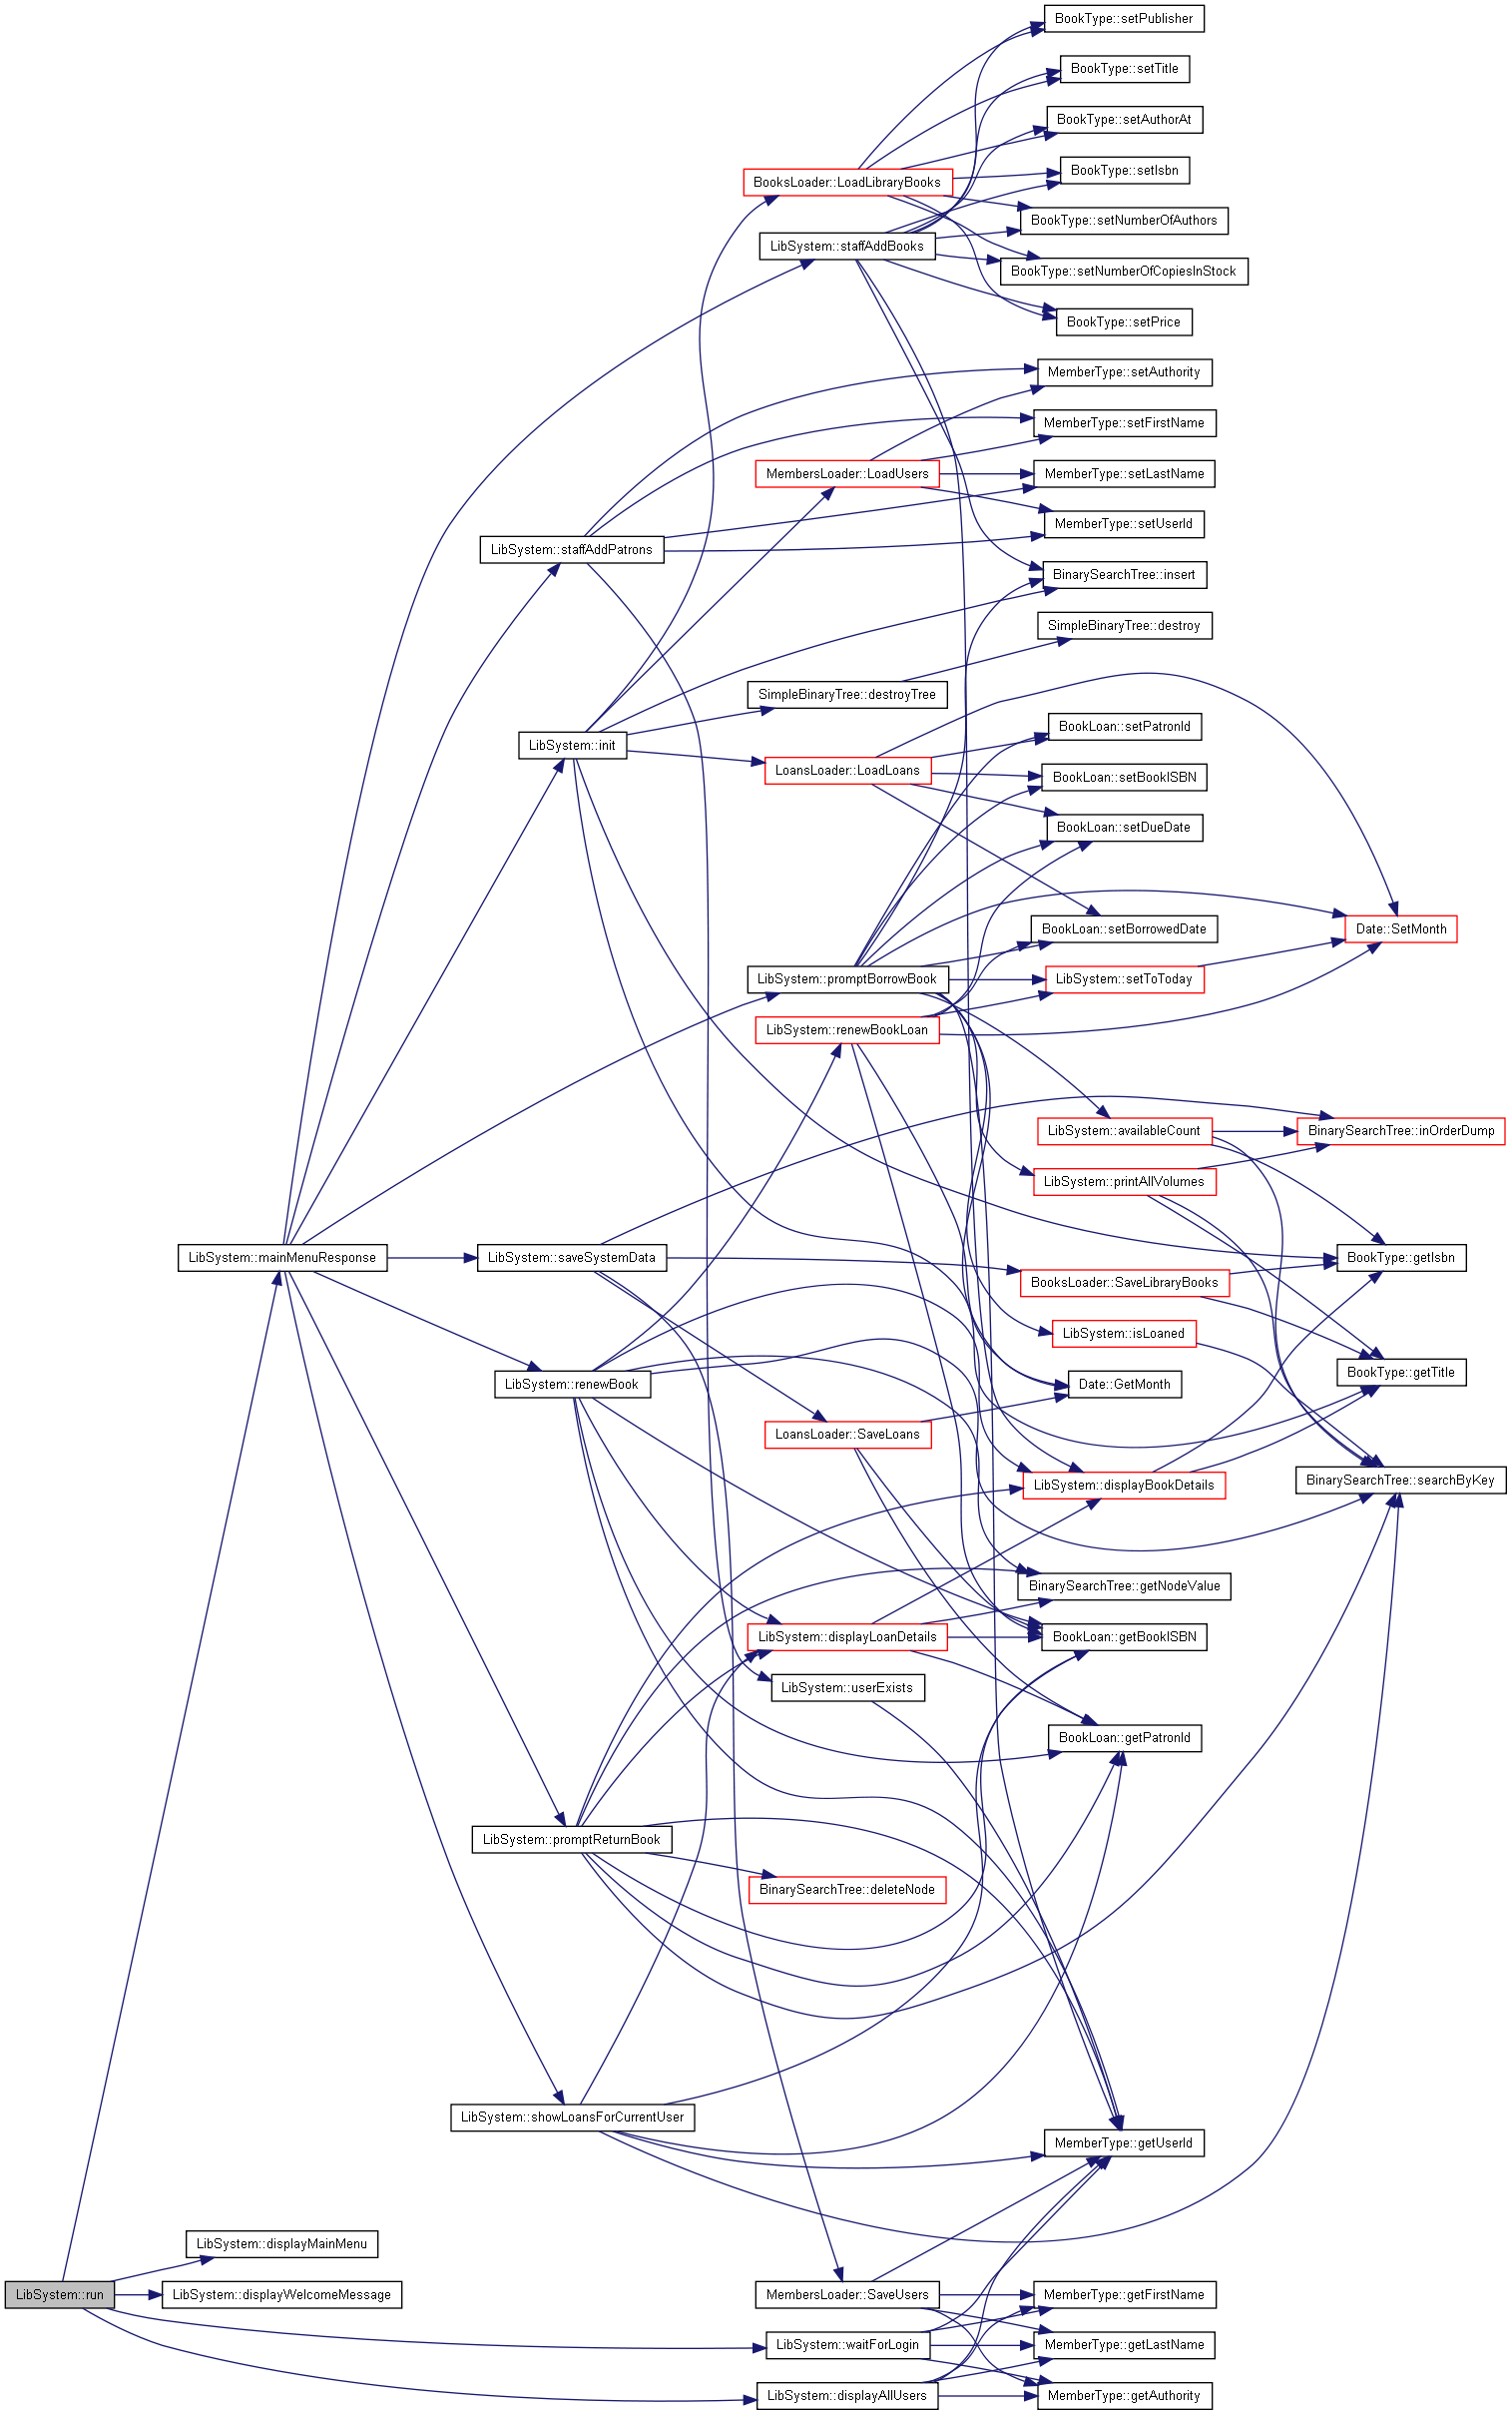 BookType::setPublisher
BookType::setTitle
BookType::setAuthorAt
BookType::setIsbn
BooksLoader::LoadLibraryBooks
BookType::setNumberOfAuthors
LibSystem::staffAddBooks
BookType::setNumberOfCopiesInStock
BookType::setPrice
MemberType::setAuthority
MemberType::setFirstName
MembersLoader::LoadUsers
MemberType::setLastName
MemberType::setUserId
LibSystem::staffAddPatrons
BinarySearchTree::insert
SimpleBinaryTree::destroy
SimpleBinaryTree::destroyTree
BookLoan::setPatronId
LibSystem::init
LoansLoader::LoadLoans
BookLoan::setBookISBN
BookLoan::setDueDate
BookLoan::setBorrowedDate
Date::SetMonth
LibSystem::promptBorrowBook
LibSystem::setToToday
LibSystem::renewBookLoan
LibSystem::availableCount
BinarySearchTree::inOrderDump
LibSystem::printAllVolumes
LibSystem::mainMenuResponse
LibSystem::saveSystemData
BookType::getIsbn
BooksLoader::SaveLibraryBooks
LibSystem::isLoaned
LibSystem::renewBook
Date::GetMonth
BookType::getTitle
LoansLoader::SaveLoans
LibSystem::displayBookDetails
BinarySearchTree::searchByKey
BinarySearchTree::getNodeValue
LibSystem::displayLoanDetails
BookLoan::getBookISBN
LibSystem::userExists
BookLoan::getPatronId
LibSystem::promptReturnBook
BinarySearchTree::deleteNode
LibSystem::showLoansForCurrentUser
MemberType::getUserId
LibSystem::displayMainMenu
LibSystem::run
LibSystem::displayWelcomeMessage
MembersLoader::SaveUsers
MemberType::getFirstName
LibSystem::waitForLogin
MemberType::getLastName
LibSystem::displayAllUsers
MemberType::getAuthority